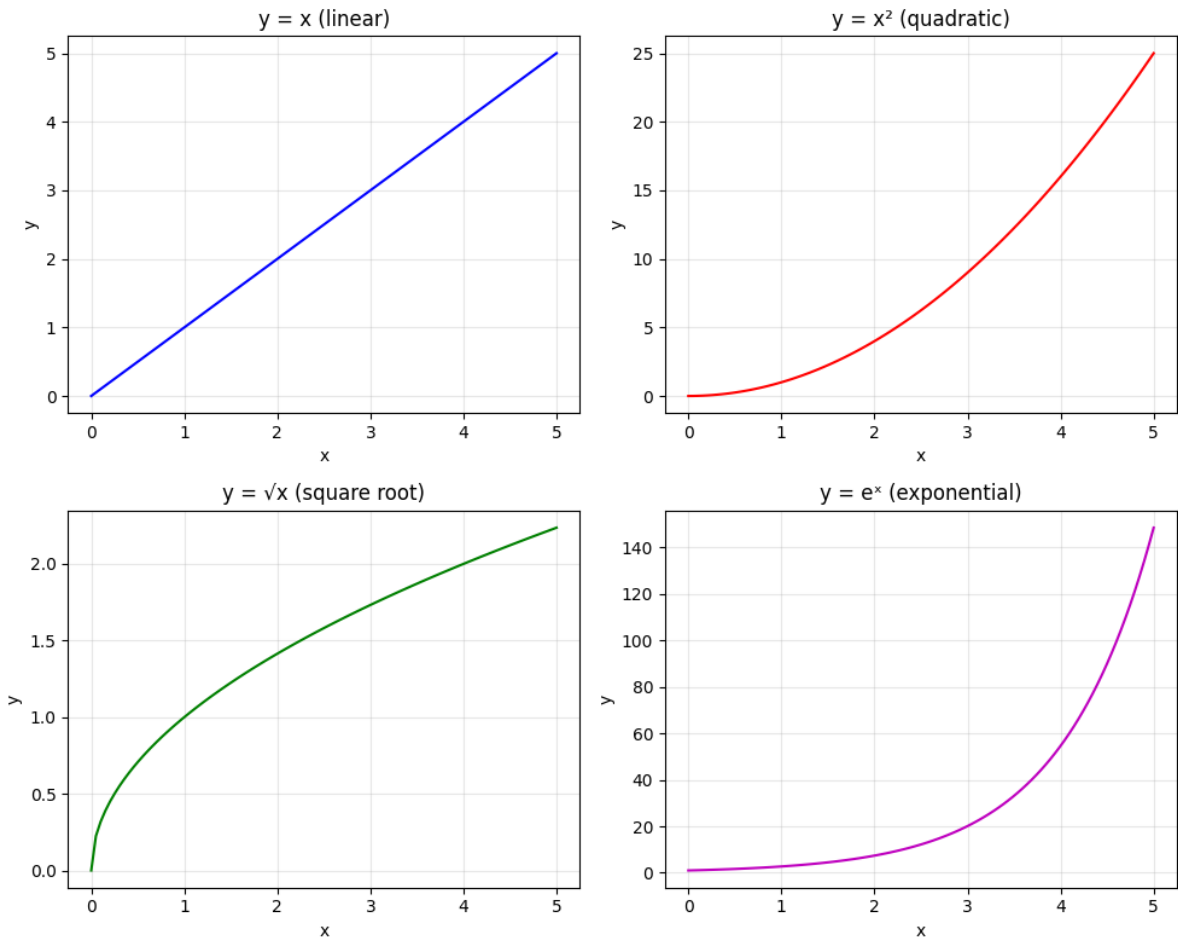 y = x (linear)
5
4
3
2
1
0
y
0 1 2 3 4 5
x
y = x² (quadratic)
25
20
15
10
5
0
y
0 1 2 3 4 5
x
y = √x (square root)
2.0
1.5
1.0
0.5
0.0
y
0 1 2 3 4 5
x
y = eˣ (exponential)
140
120
100
80
60
40
20
0
y
0 1 2 3 4 5
x